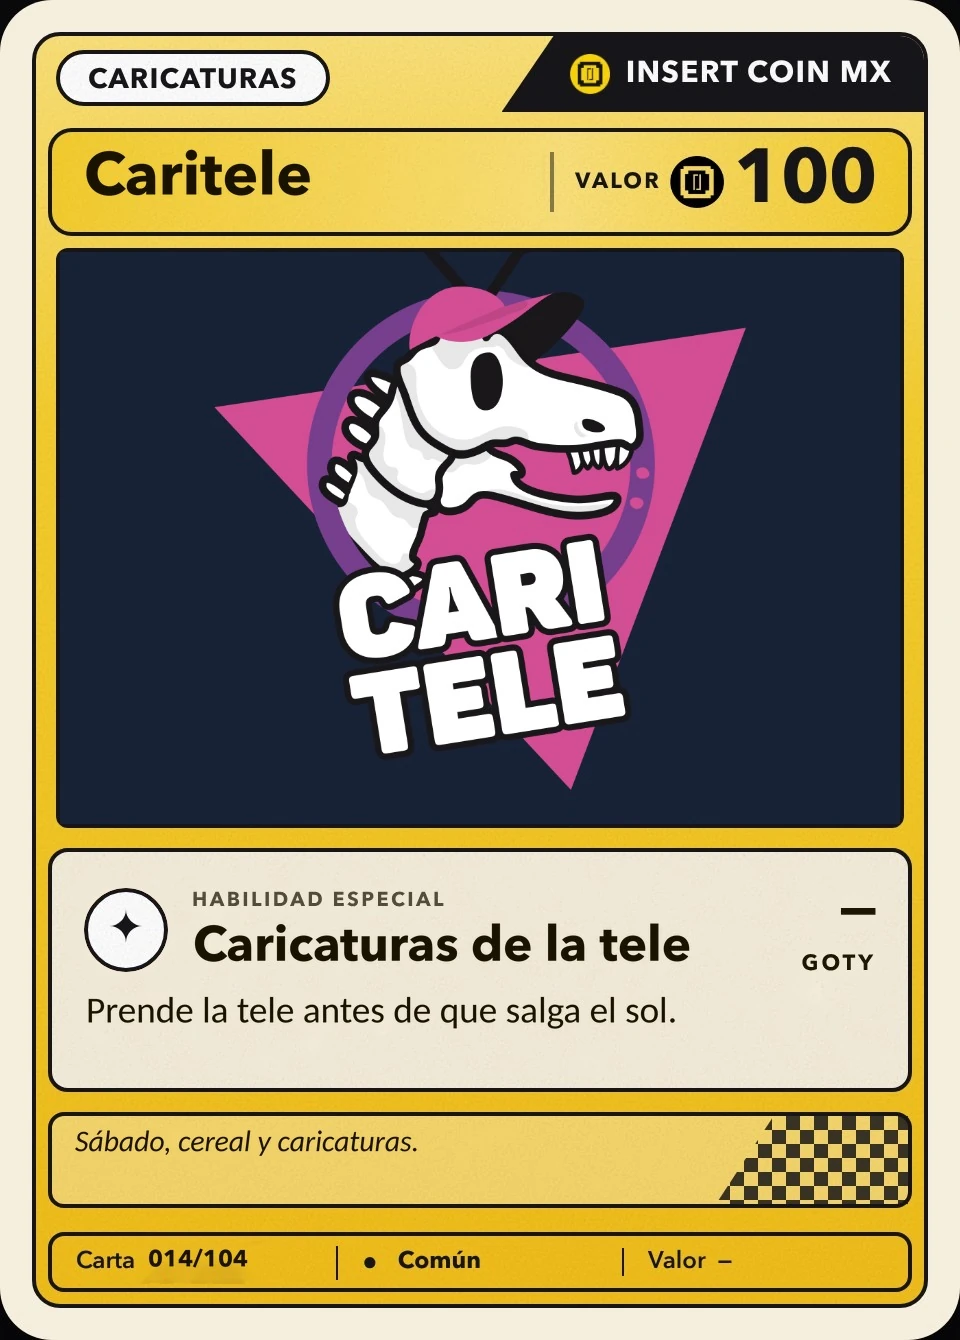 CARICATURAS
INSERT COIN MX
Caritele
VALOR 100
CARI
TELE
HABILIDAD ESPECIAL
Caricaturas de la tele
—
GOTY
Prende la tele antes de que salga el sol.
Sábado, cereal y caricaturas.
Carta 014/104 • Común Valor –